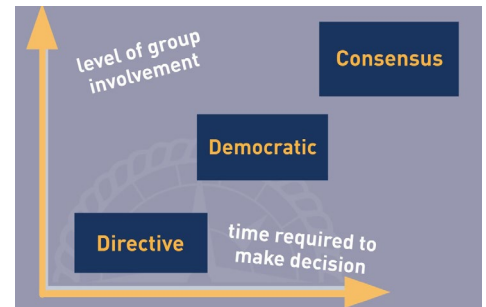 level of group
involvement
Consensus
Democratic
Directive
time required to
make decision